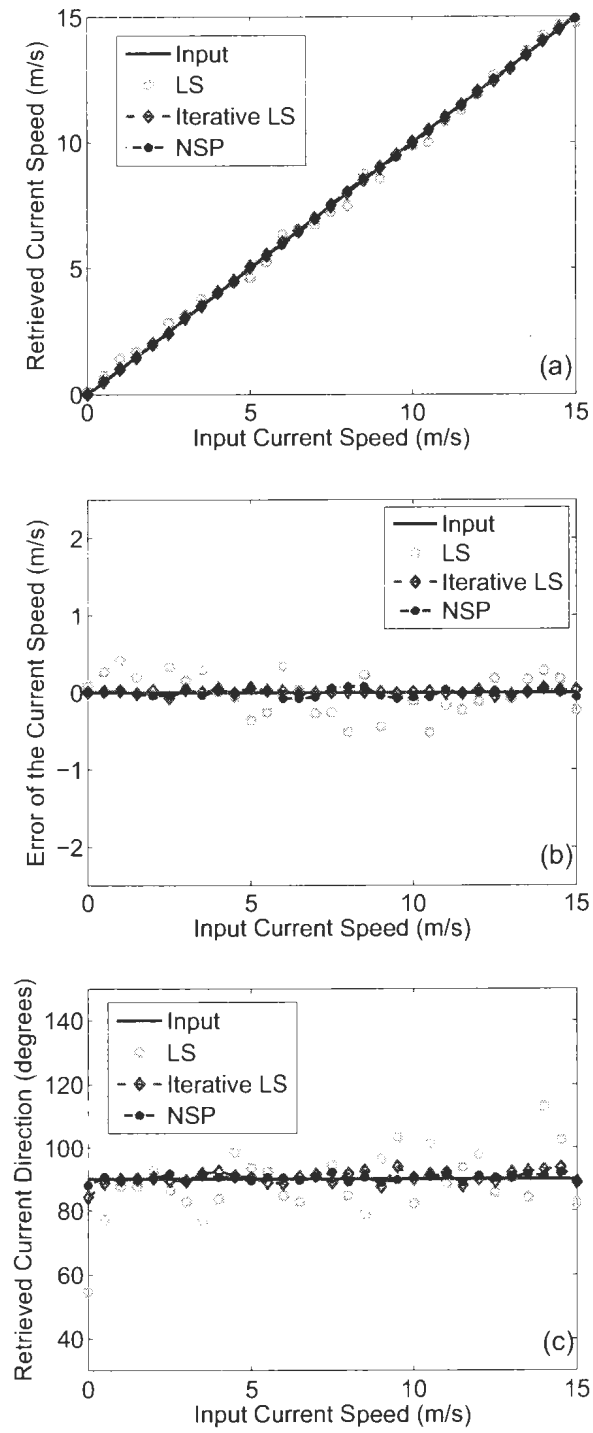 15
10
5
0
Retrieved Current Speed (m/s)
Input
LS
Iterative LS
NSP
(a)
0 5 10 15
Input Current Speed (m/s)
2
1
0
−1
−2
Error of the Current Speed (m/s)
Input
LS
Iterative LS
NSP
(b)
0 5 10 15
Input Current Speed (m/s)
140
120
100
80
60
40
Retrieved Current Direction (degrees)
Input
LS
Iterative LS
NSP
(c)
0 5 10 15
Input Current Speed (m/s)